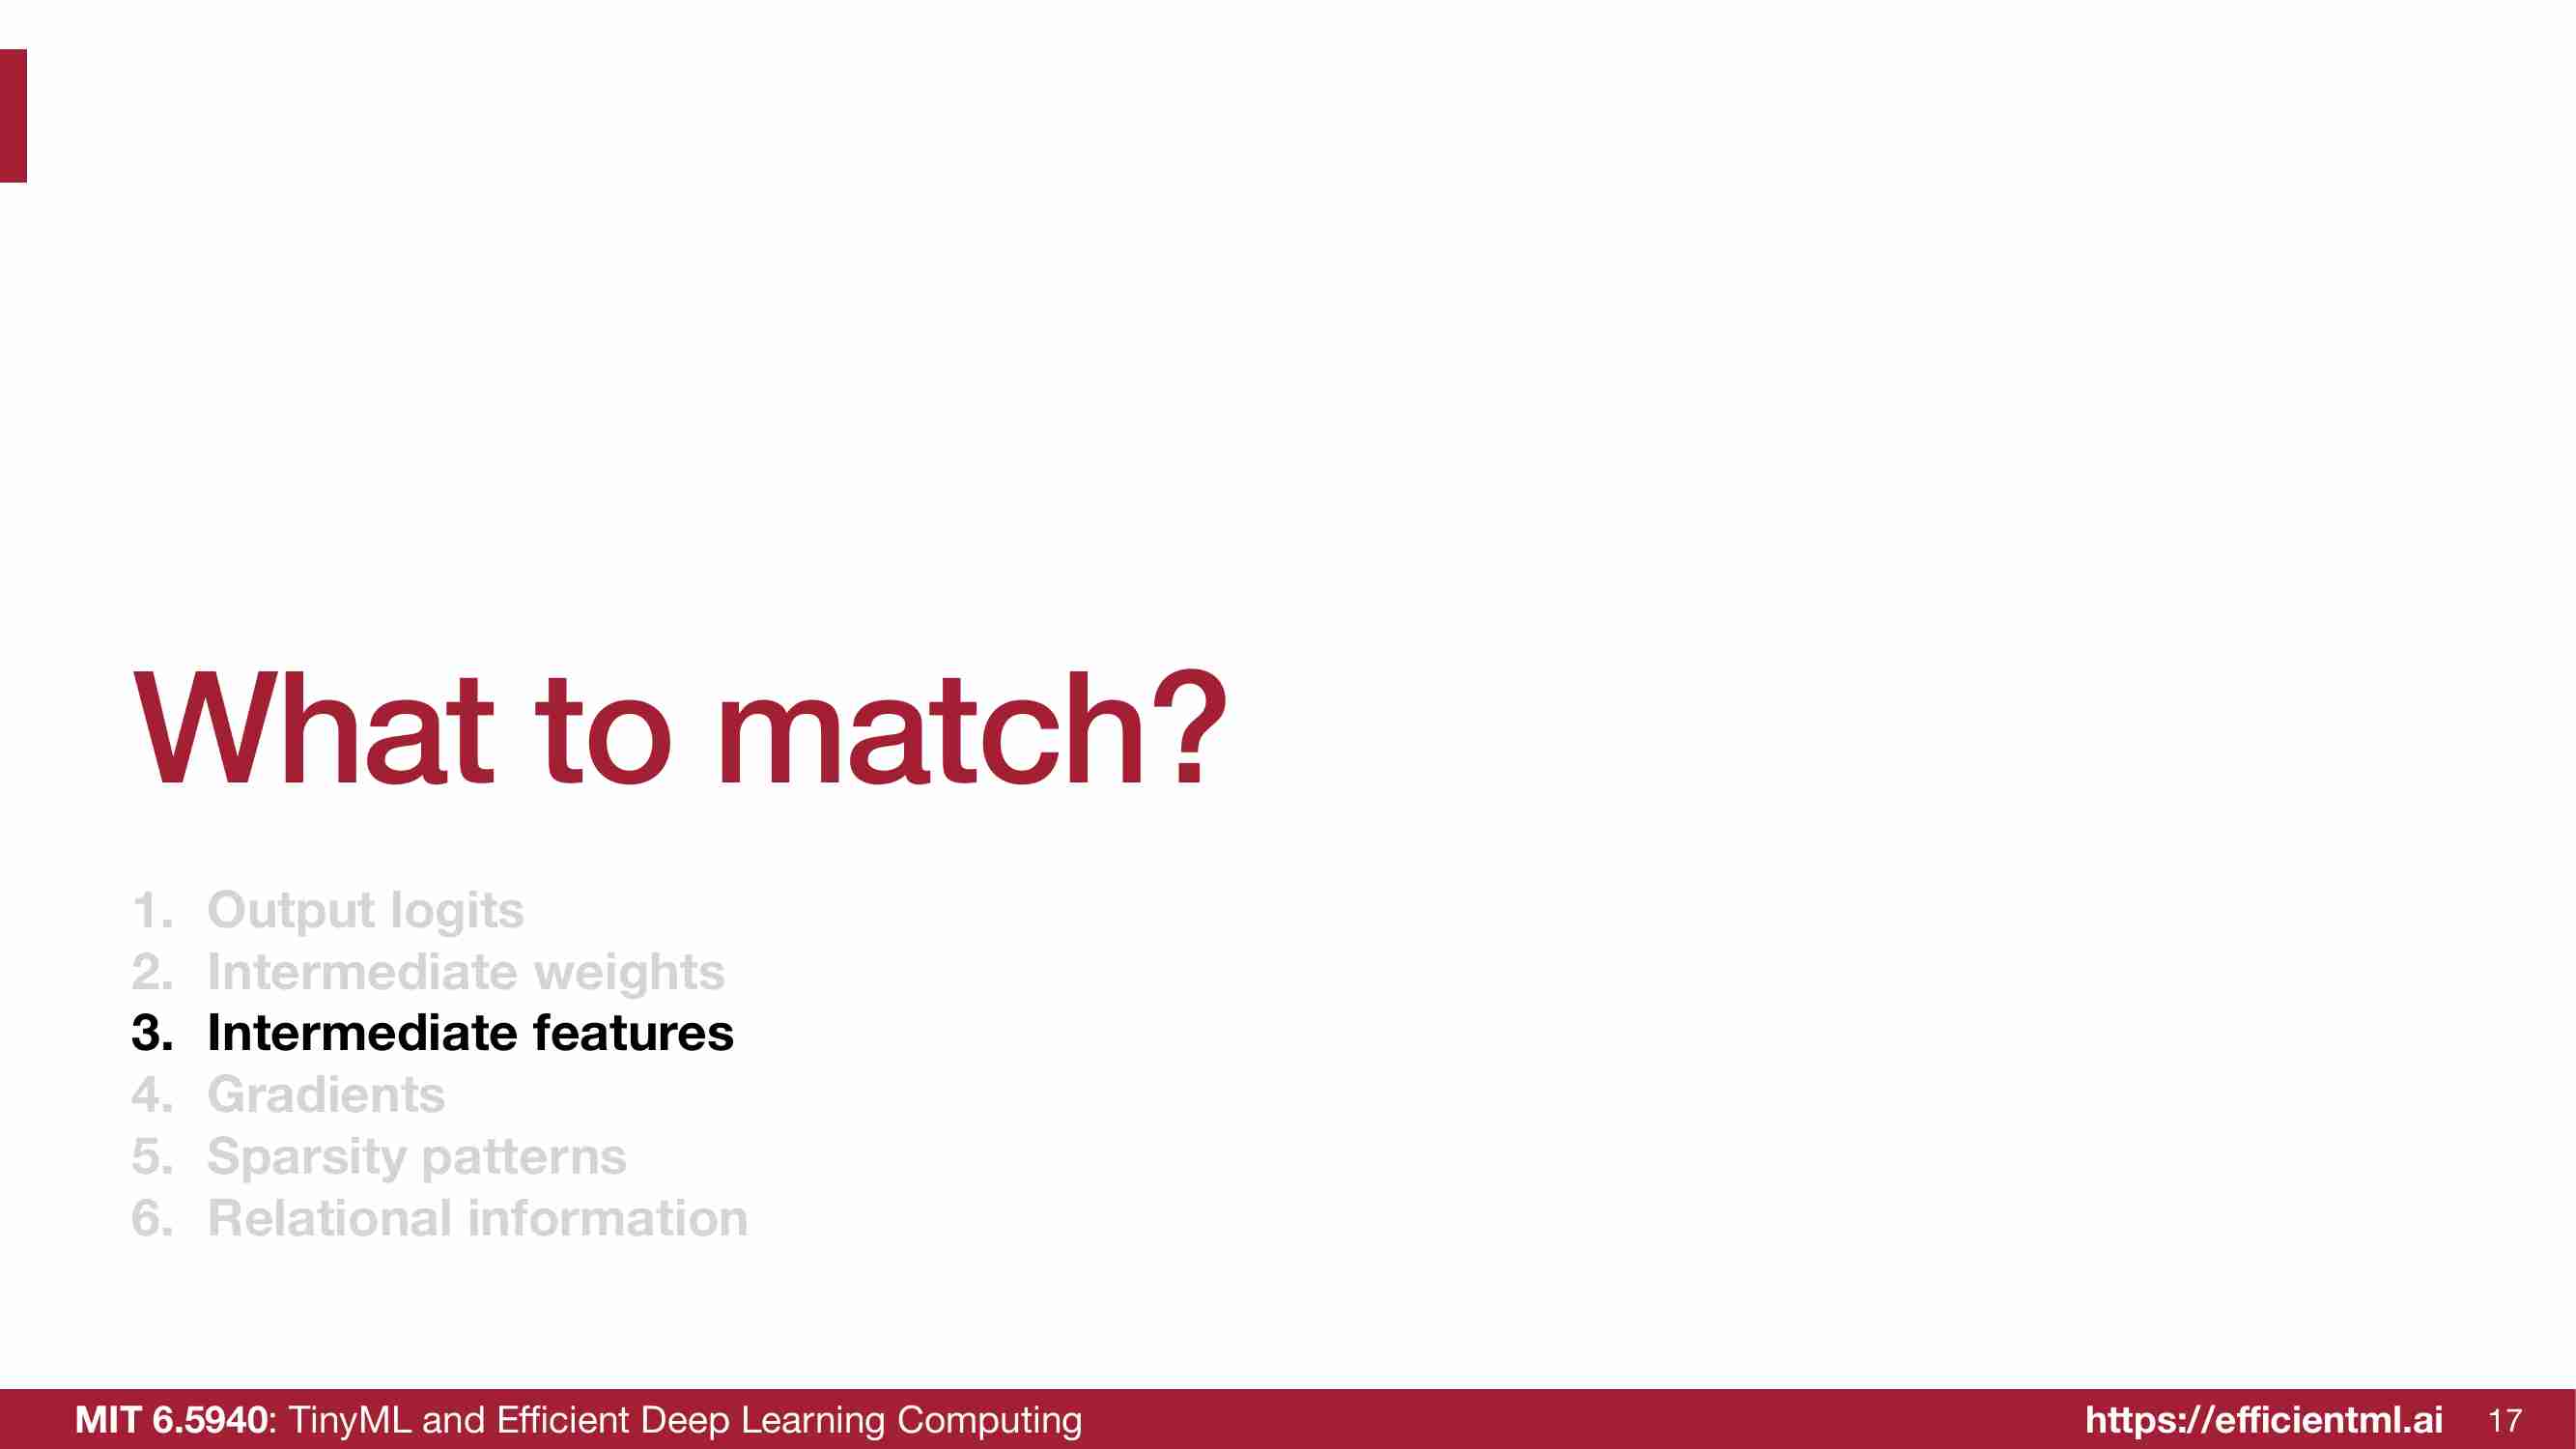 What to match?
1. Output logits
2. Intermediate weights
3. Intermediate features
4. Gradients
5. Sparsity patterns
6. Relational information
MIT 6.5940: TinyML and Efficient Deep Learning Computing
https://efficientml.ai 17